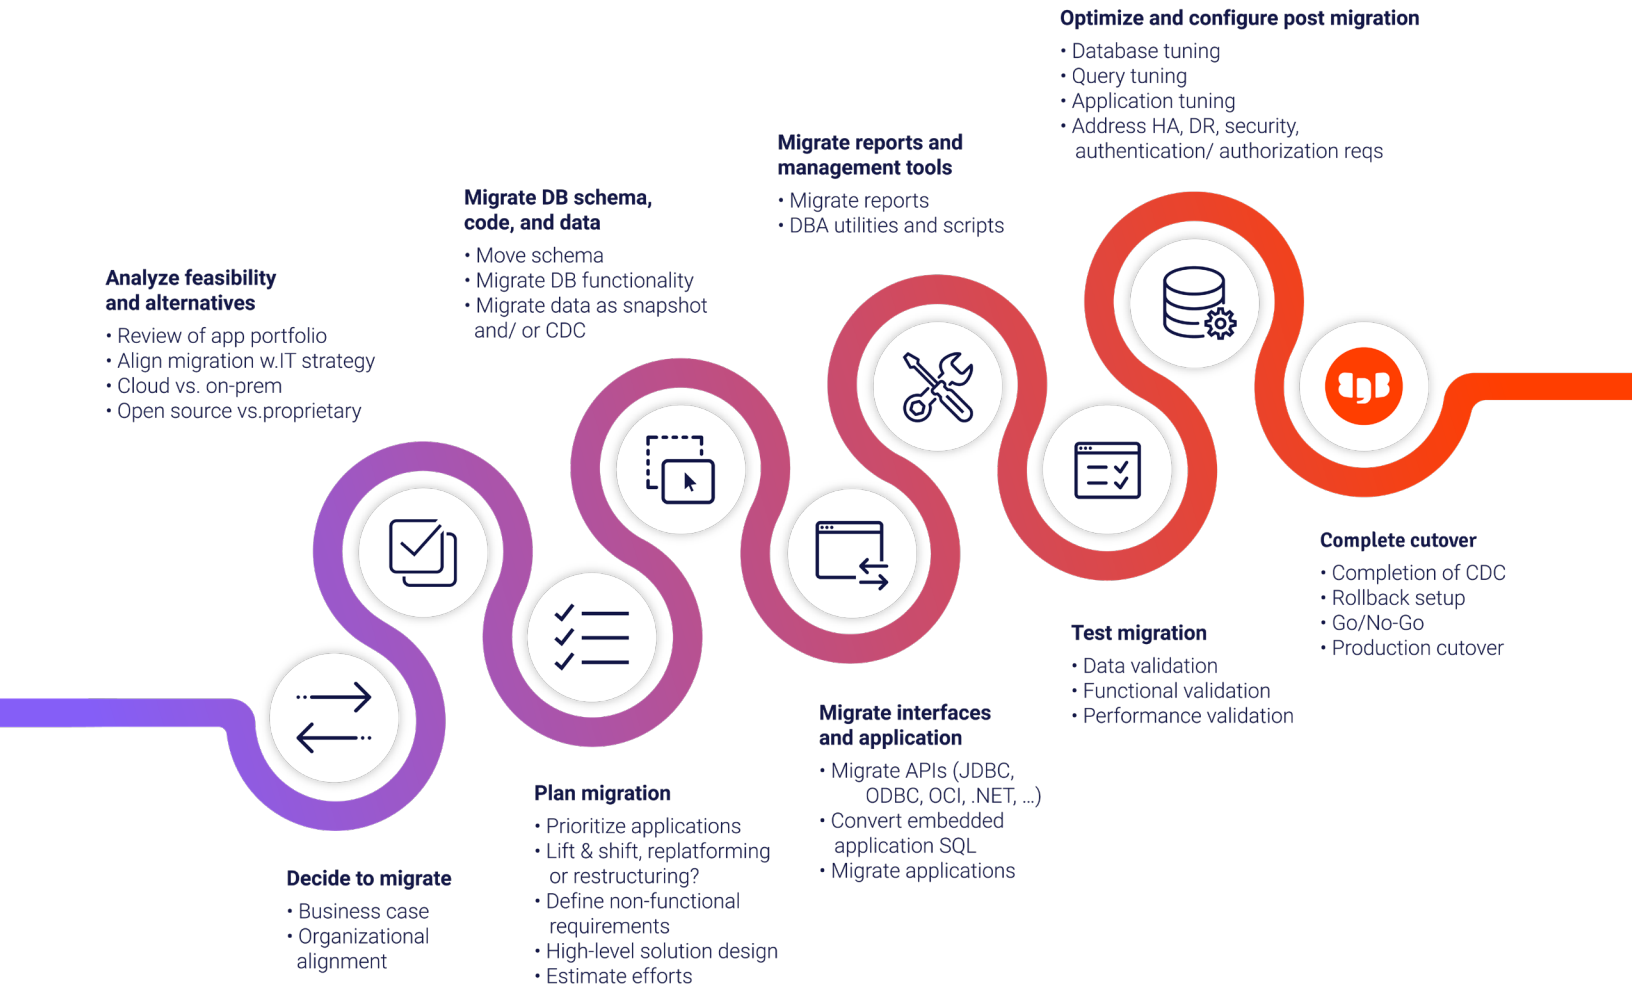 Decide to migrate
• Business case
• Organizational
alignment
Analyze feasibility
and alternatives
• Review of app portfolio
• Align migration w.IT strategy
• Cloud vs. on-prem
• Open source vs.proprietary
Plan migration
• Prioritize applications
• Lift & shift, replatforming
or restructuring?
• Define non-functional
requirements
• High-level solution design
• Estimate efforts
Migrate DB schema,
code, and data
• Move schema
• Migrate DB functionality
• Migrate data as snapshot
and/ or CDC
Migrate interfaces
and application
• Migrate APIs (JDBC,
ODBC, OCI, .NET, ...)
• Convert embedded
application SQL
• Migrate applications
Migrate reports and
management tools
• Migrate reports
• DBA utilities and scripts
Test migration
• Data validation
• Functional validation
• Performance validation
Optimize and configure post migration
• Database tuning
• Query tuning
• Application tuning
• Address HA, DR, security,
authentication/ authorization reqs
Complete cutover
• Completion of CDC
• Rollback setup
• Go/No-Go
• Production cutover